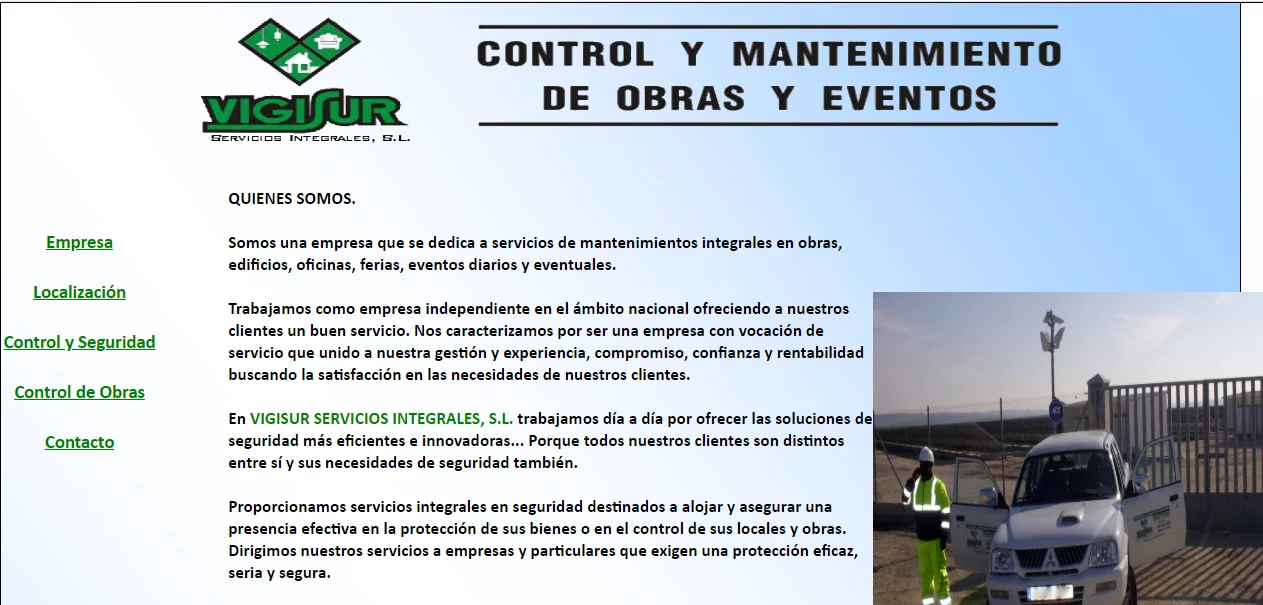 VIGISUR
SERVICIOS INTEGRALES, S.L.
CONTROL Y MANTENIMIENTO
DE OBRAS Y EVENTOS
Empresa
Localización
Control y Seguridad
Control de Obras
Contacto
QUIENES SOMOS.
Somos una empresa que se dedica a servicios de mantenimientos integrales en obras,
edificios, oficinas, ferias, eventos diarios y eventuales.
Trabajamos como empresa independiente en el ámbito nacional ofreciendo a nuestros
clientes un buen servicio. Nos caracterizamos por ser una empresa con vocación de
servicio que unido a nuestra gestión y experiencia, compromiso, confianza y rentabilidad
buscando la satisfacción en las necesidades de nuestros clientes.
En VIGISUR SERVICIOS INTEGRALES, S.L. trabajamos día a día por ofrecer las soluciones de
seguridad más eficientes e innovadoras... Porque todos nuestros clientes son distintos
entre sí y sus necesidades de seguridad también.
Proporcionamos servicios integrales en seguridad destinados a alojar y asegurar una
presencia efectiva en la protección de sus bienes o en el control de sus locales y obras.
Dirigimos nuestros servicios a empresas y particulares que exigen una protección eficaz,
seria y segura.
ADT